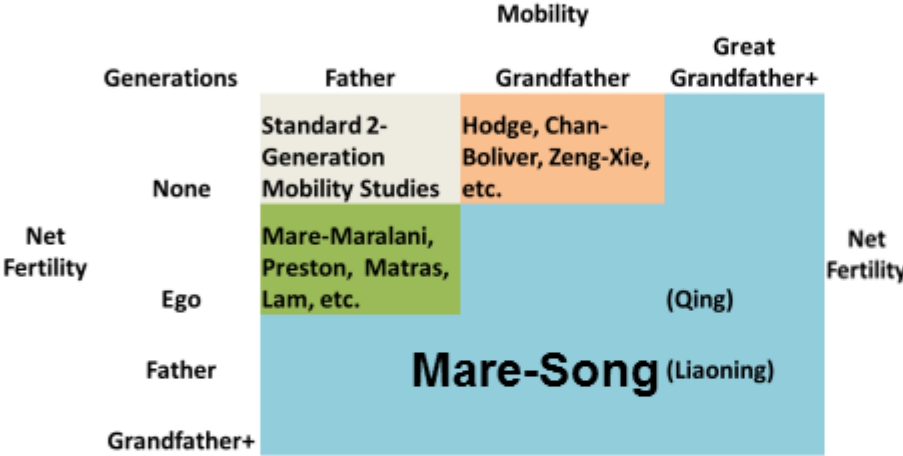 Mobility
Generations Father Grandfather Great
Grandfather+
None Standard 2-
Generation
Mobility Studies
Hodge, Chan-
Boliver, Zeng-Xie,
etc.
Net
Fertility
Ego Mare-Maralani,
Preston, Matras,
Lam, etc.
(Qing)
Net
Fertility
Father Mare-Song (Liaoning)
Grandfather+